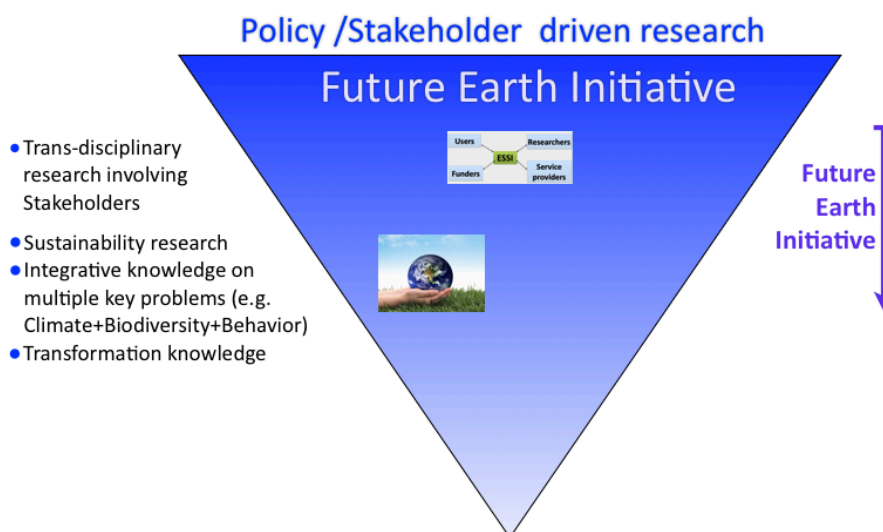 Policy /Stakeholder driven research
Future Earth Initiative
Users
Researchers
ESSI
Funders
Service
providers
● Trans-disciplinary
research involving
Stakeholders
● Sustainability research
● Integrative knowledge on
multiple key problems (e.g.
Climate+Biodiversity+Behavior)
● Transformation knowledge
Future
Earth
Initiative